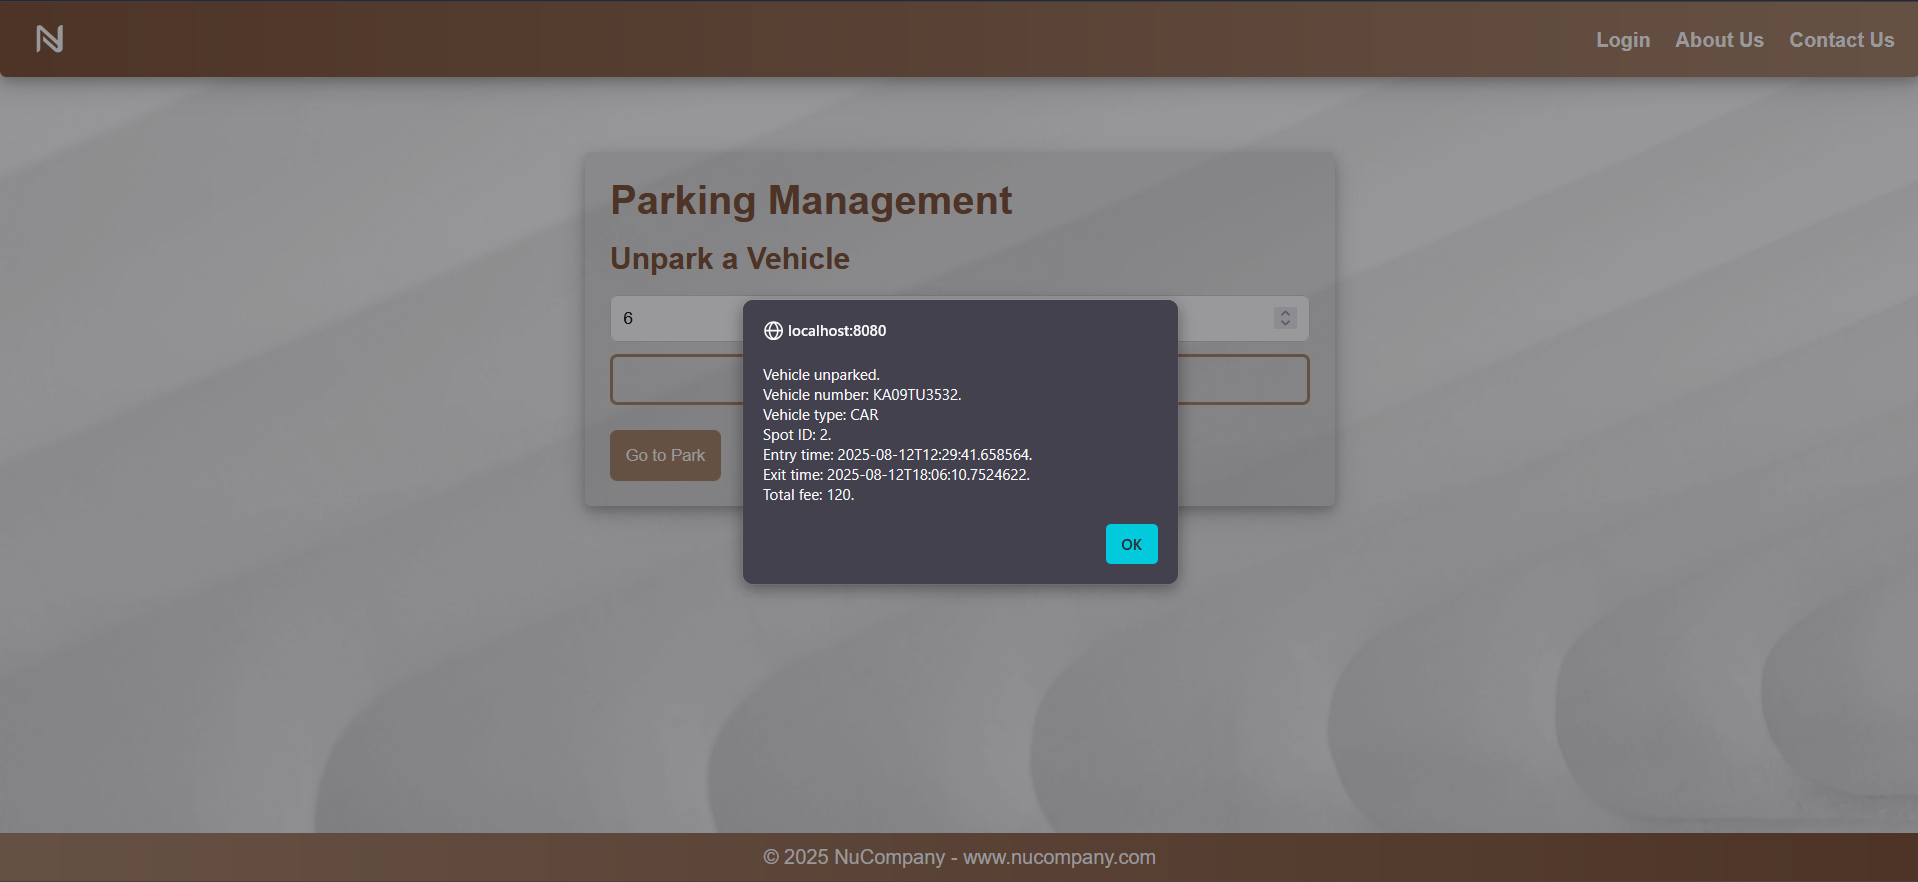 N
Login About Us Contact Us
Parking Management
Unpark a Vehicle
6
localhost:8080
Vehicle unparked.
Vehicle number: KA09TU3532.
Vehicle type: CAR
Spot ID: 2.
Entry time: 2025-08-12T12:29:41.658564.
Exit time: 2025-08-12T18:06:10.7524622.
Total fee: 120.
OK
Go to Park
© 2025 NuCompany - www.nucompany.com